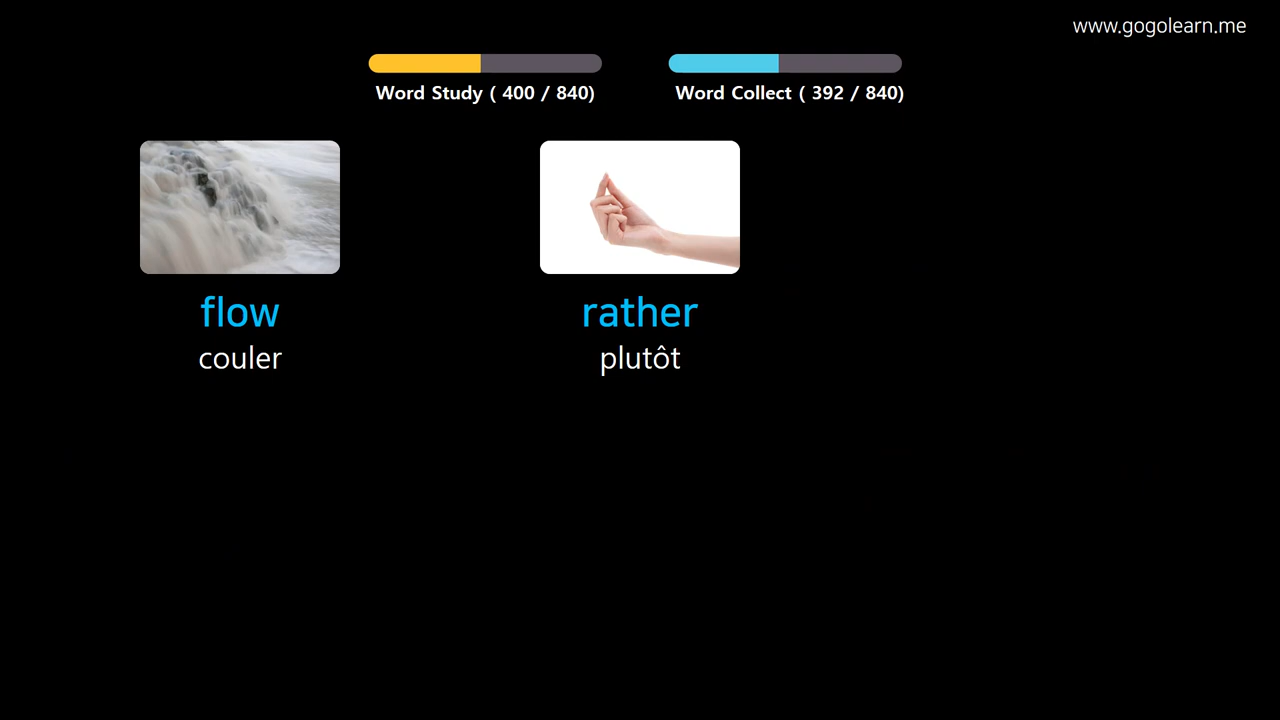 www.gogolearn.me
Word Study ( 400 / 840)
Word Collect ( 392 / 840)
flow
couler
rather
plutôt